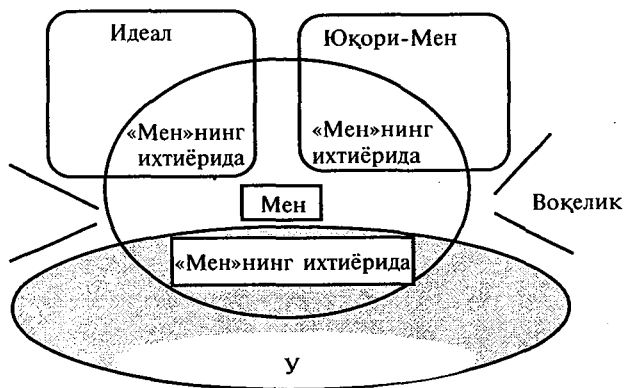 Идеал
Юқори-Мен
«Мен»нинг
ихтиёрида
«Мен»нинг
ихтиёрида
Мен
Воқелик
«Мен»нинг ихтиёрида
У